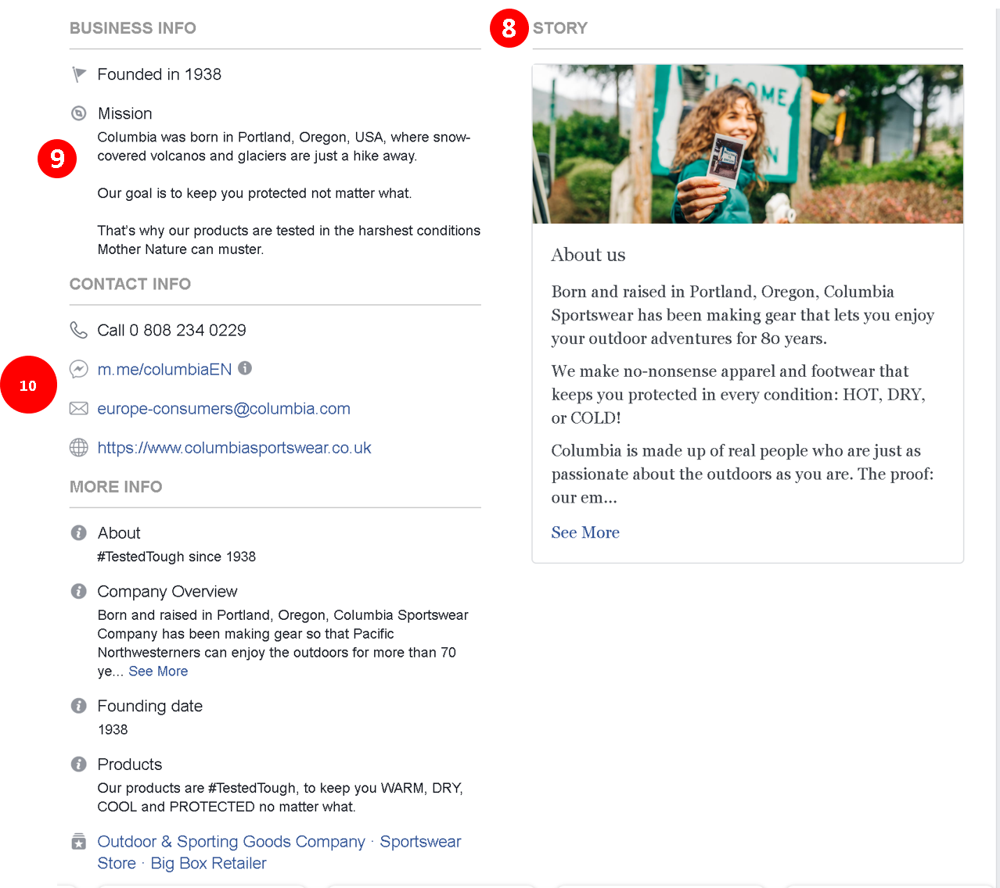 BUSINESS INFO
Founded in 1938
Mission
Columbia was born in Portland, Oregon, USA, where snow-
covered volcanos and glaciers are just a hike away.
Our goal is to keep you protected not matter what.
That's why our products are tested in the harshest conditions
Mother Nature can muster.
9
CONTACT INFO
Call 0 808 234 0229
m.me/columbiaEN
10
europe-consumers@columbia.com
https://www.columbiasportswear.co.uk
MORE INFO
About
#TestedTough since 1938
Company Overview
Born and raised in Portland, Oregon, Columbia Sportswear
Company has been making gear so that Pacific
Northwesterners can enjoy the outdoors for more than 70
ye... See More
Founding date
1938
Products
Our products are #TestedTough, to keep you WARM, DRY,
COOL and PROTECTED no matter what.
Outdoor & Sporting Goods Company · Sportswear
Store · Big Box Retailer
8
STORY
About us
Born and raised in Portland, Oregon, Columbia
Sportswear has been making gear that lets you enjoy
your outdoor adventures for 80 years.
We make no-nonsense apparel and footwear that
keeps you protected in every condition: HOT, DRY,
or COLD!
Columbia is made up of real people who are just as
passionate about the outdoors as you are. The proof:
our em...
See More